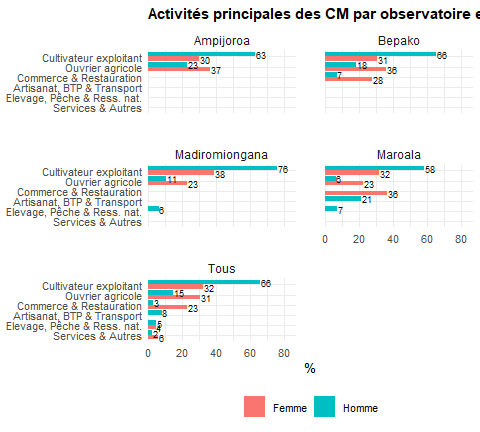 Activités principales des CM par observatoire e
Ampijoroa
Bepako
Cultivateur exploitant 63 30 66 31
Ouvrier agricole 23 37 18 36
Commerce & Restauration 7 28
Artisanat, BTP & Transport
Elevage, Pêche & Ress. nat.
Services & Autres
Madiromiongana
Maroala
Cultivateur exploitant 76 38 58 32
Ouvrier agricole 11 23 6 23
Commerce & Restauration 36
Artisanat, BTP & Transport 21
Elevage, Pêche & Ress. nat. 6 7
Services & Autres
0 20 40 60 80
Tous
Cultivateur exploitant 66 32
Ouvrier agricole 15 31
Commerce & Restauration 3 23
Artisanat, BTP & Transport 8
Elevage, Pêche & Ress. nat. 5 4
Services & Autres 2 6
0 20 40 60 80
%
Femme Homme